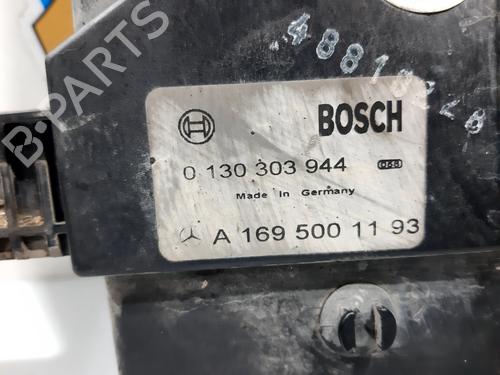 BOSCH
0 130 303 944
Made In Germany
A 169 500 11 93
B-PARTS